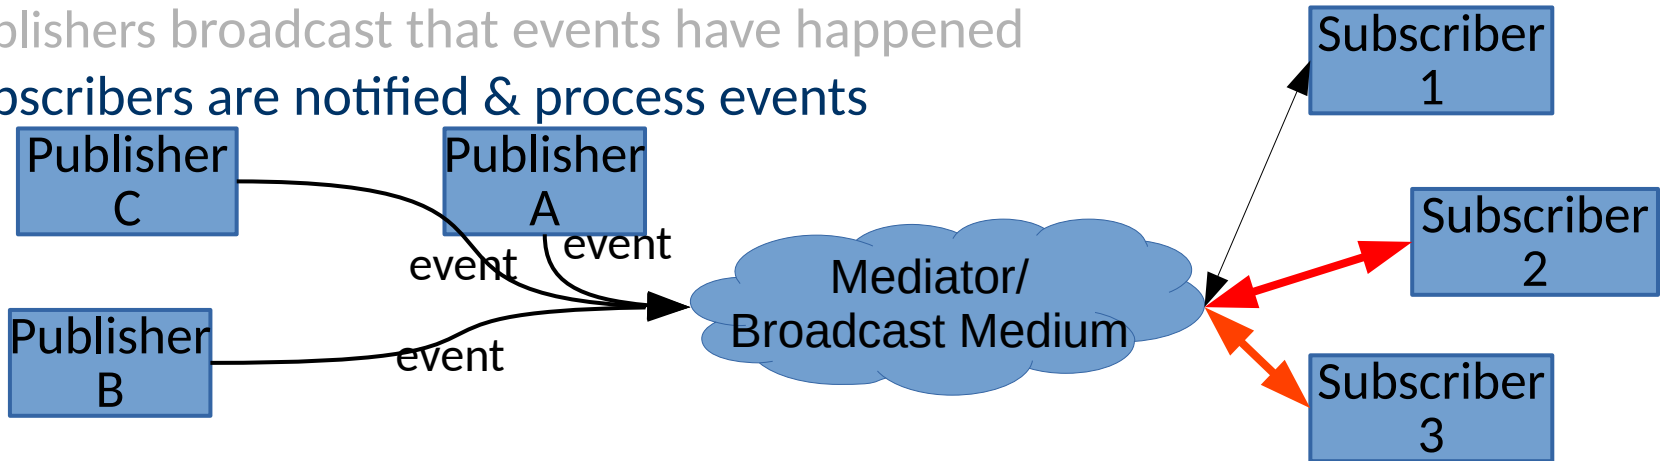 blishers broadcast that events have happened
bscribers are notified & process events
Publisher
C
Publisher
A
event
event
Publisher
B
event
Mediator/
Broadcast Medium
Subscriber
1
Subscriber
2
Subscriber
3